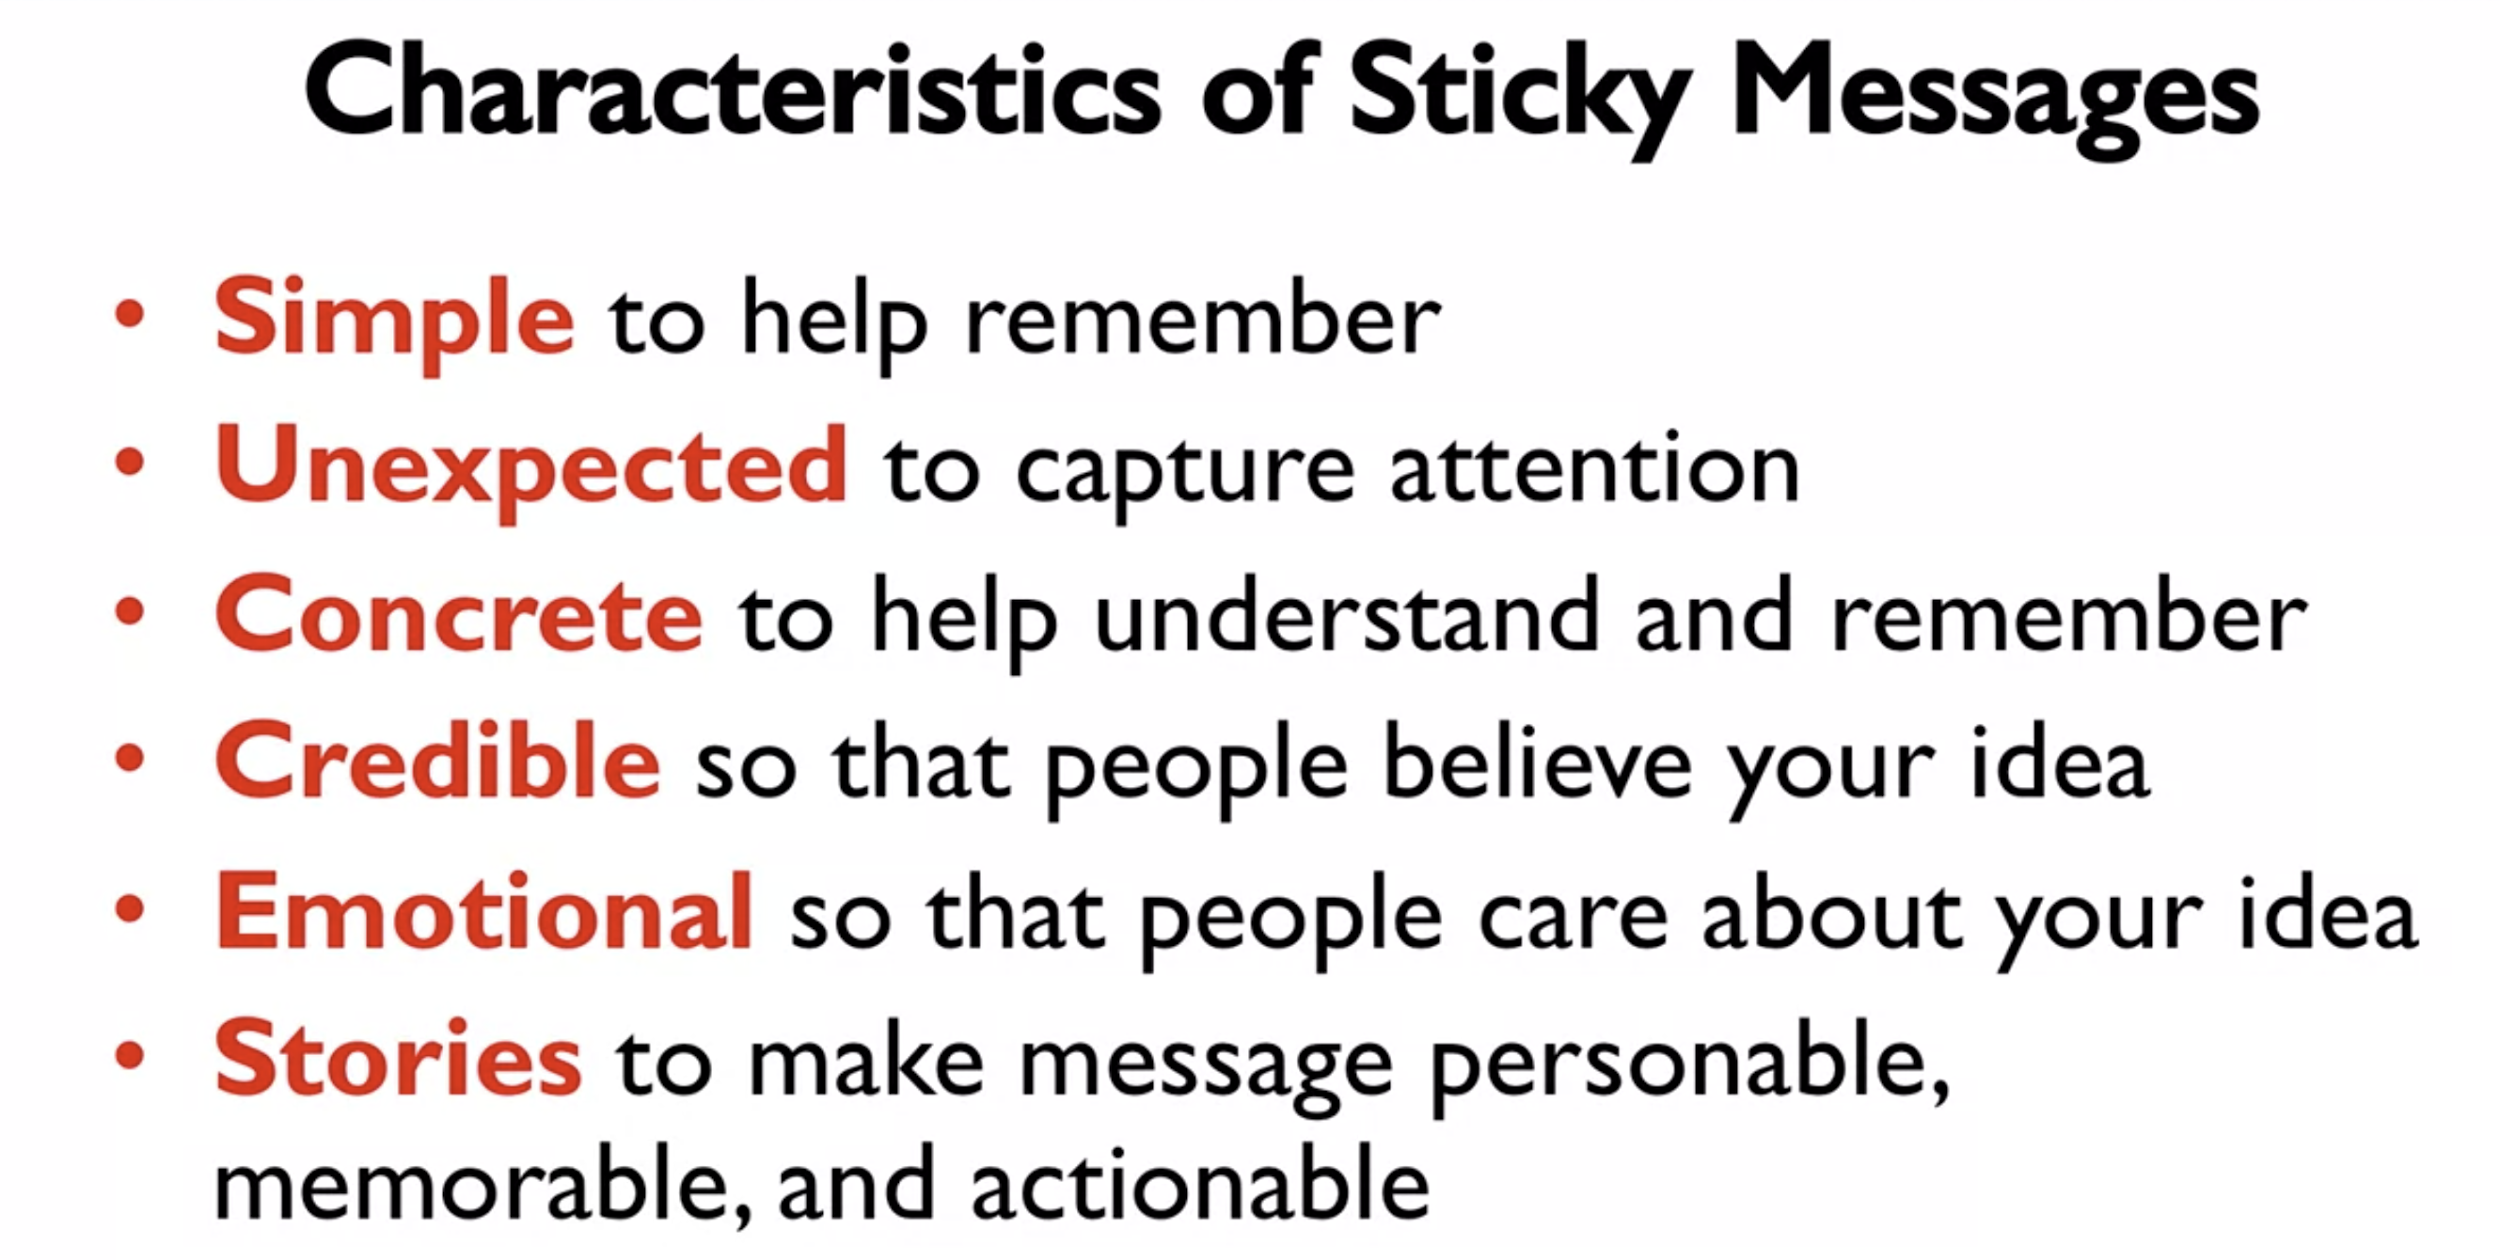 Characteristics of Sticky Messages
• Simple to help remember
• Unexpected to capture attention
• Concrete to help understand and remember
• Credible so that people believe your idea
• Emotional so that people care about your idea
• Stories to make message personable,
memorable, and actionable